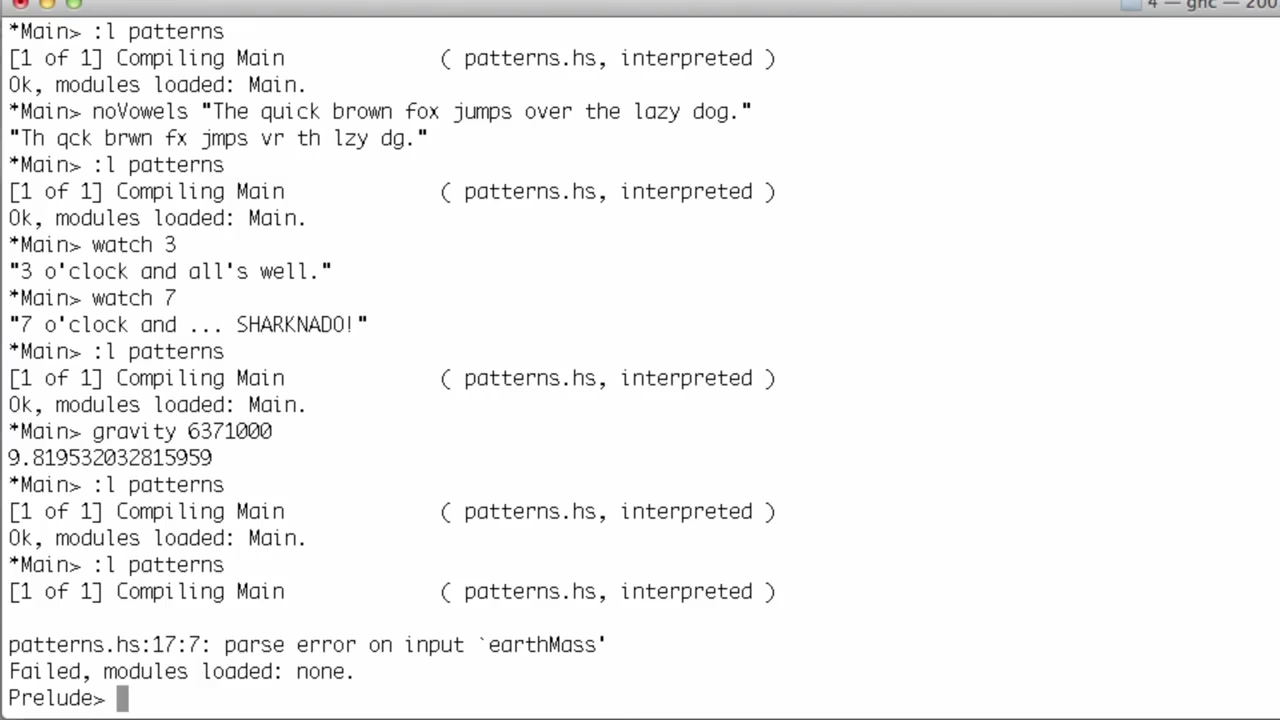 4 — ghc — 200
*Main> :l patterns
[1 of 1] Compiling Main             ( patterns.hs, interpreted )
Ok, modules loaded: Main.
*Main> noVowels "The quick brown fox jumps over the lazy dog."
"Th qck brwn fx jmps vr th lzy dg."
*Main> :l patterns
[1 of 1] Compiling Main             ( patterns.hs, interpreted )
Ok, modules loaded: Main.
*Main> watch 3
"3 o'clock and all's well."
*Main> watch 7
"7 o'clock and ... SHARKNADO!"
*Main> :l patterns
[1 of 1] Compiling Main             ( patterns.hs, interpreted )
Ok, modules loaded: Main.
*Main> gravity 6371000
9.819532032815959
*Main> :l patterns
[1 of 1] Compiling Main             ( patterns.hs, interpreted )
Ok, modules loaded: Main.
*Main> :l patterns
[1 of 1] Compiling Main             ( patterns.hs, interpreted )
patterns.hs:17:7: parse error on input `earthMass'
Failed, modules loaded: none.
Prelude>